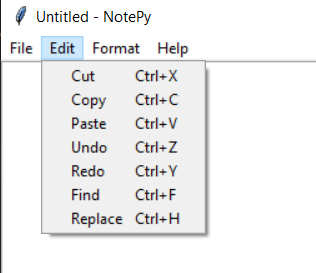 Untitled - NotePy
File Edit Format Help
Cut Ctrl+X
Copy Ctrl+C
Paste Ctrl+V
Undo Ctrl+Z
Redo Ctrl+Y
Find Ctrl+F
Replace Ctrl+H